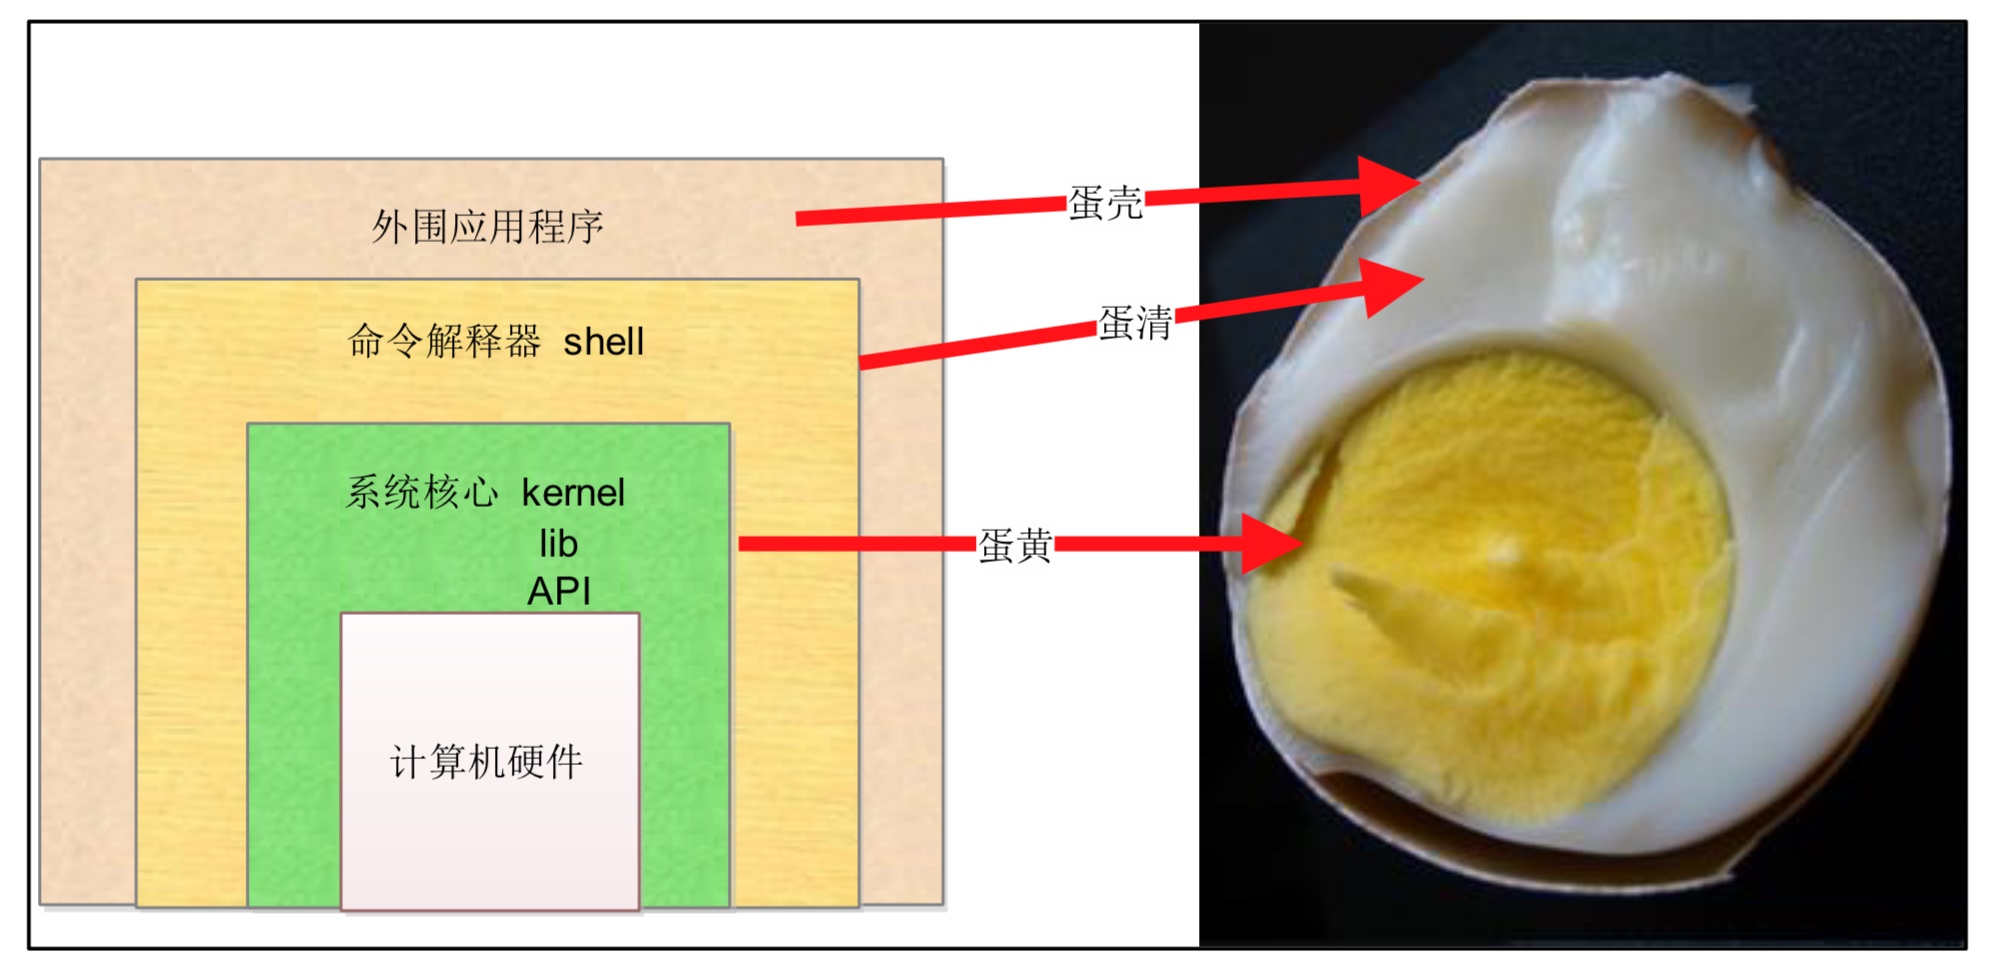 外围应用程序
蛋壳
命令解释器 shell
蛋清
系统核心 kernel
lib
API
蛋黄
计算机硬件